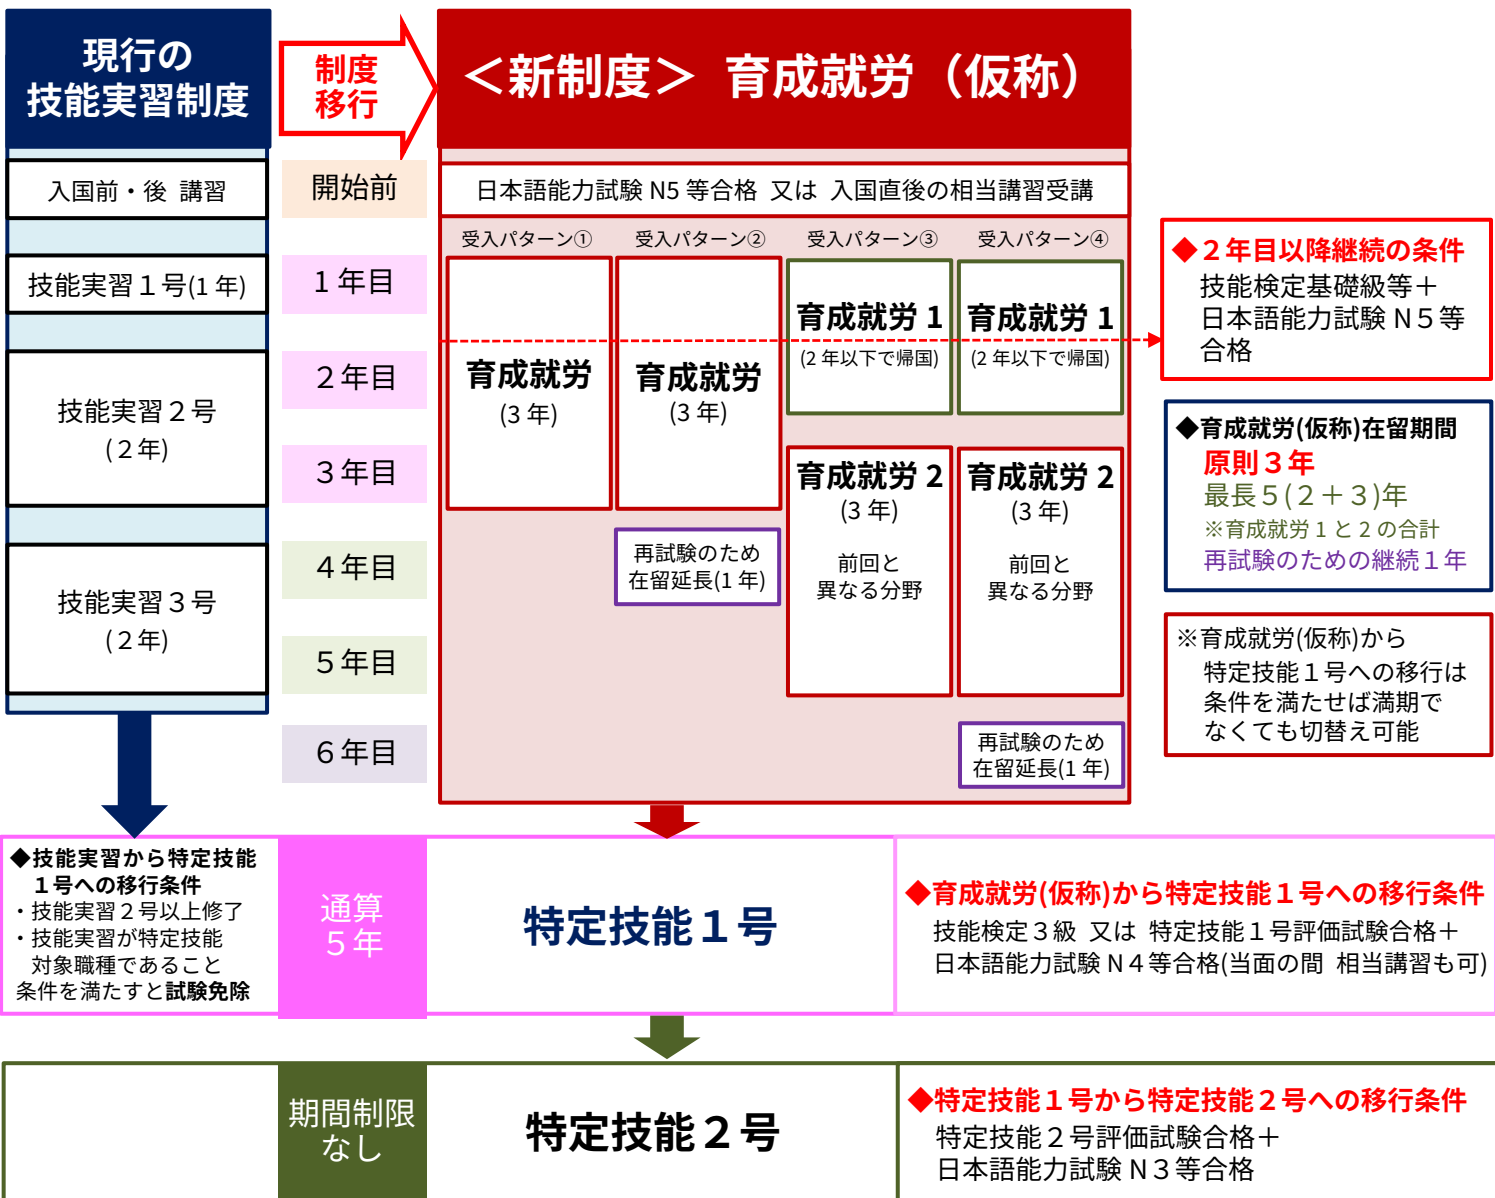 現行の
技能実習制度
制度
移行
＜新制度＞ 育成就労（仮称）
入国前・後 講習
開始前
日本語能力試験 N5 等合格 又は 入国直後の相当講習受講
受入パターン①
受入パターン②
受入パターン③
受入パターン④
技能実習１号(1 年)
１年目
２年目
３年目
４年目
５年目
６年目
技能実習２号
(２年)
技能実習３号
(２年)
育成就労
(3 年)
育成就労
(3 年)
再試験のため
在留延長(1 年)
育成就労 1
(2 年以下で帰国)
育成就労 2
(3 年)
前回と
異なる分野
育成就労 1
(2 年以下で帰国)
育成就労 2
(3 年)
前回と
異なる分野
再試験のため
在留延長(1 年)
◆２年目以降継続の条件
技能検定基礎級等＋
日本語能力試験 N５等
合格
◆育成就労(仮称)在留期間
原則３年
最長５(２＋３)年
※育成就労 1 と 2 の合計
再試験のための継続１年
※育成就労(仮称)から
特定技能１号への移行は
条件を満たせば満期で
なくても切替え可能
◆技能実習から特定技能
１号への移行条件
・技能実習２号以上修了
・技能実習が特定技能
対象職種であること
条件を満たすと試験免除
通算
５年
特定技能１号
◆育成就労(仮称)から特定技能１号への移行条件
技能検定３級 又は 特定技能１号評価試験合格＋
日本語能力試験 N４等合格(当面の間 相当講習も可)
期間制限
なし
特定技能２号
◆特定技能１号から特定技能２号への移行条件
特定技能２号評価試験合格＋
日本語能力試験 N３等合格